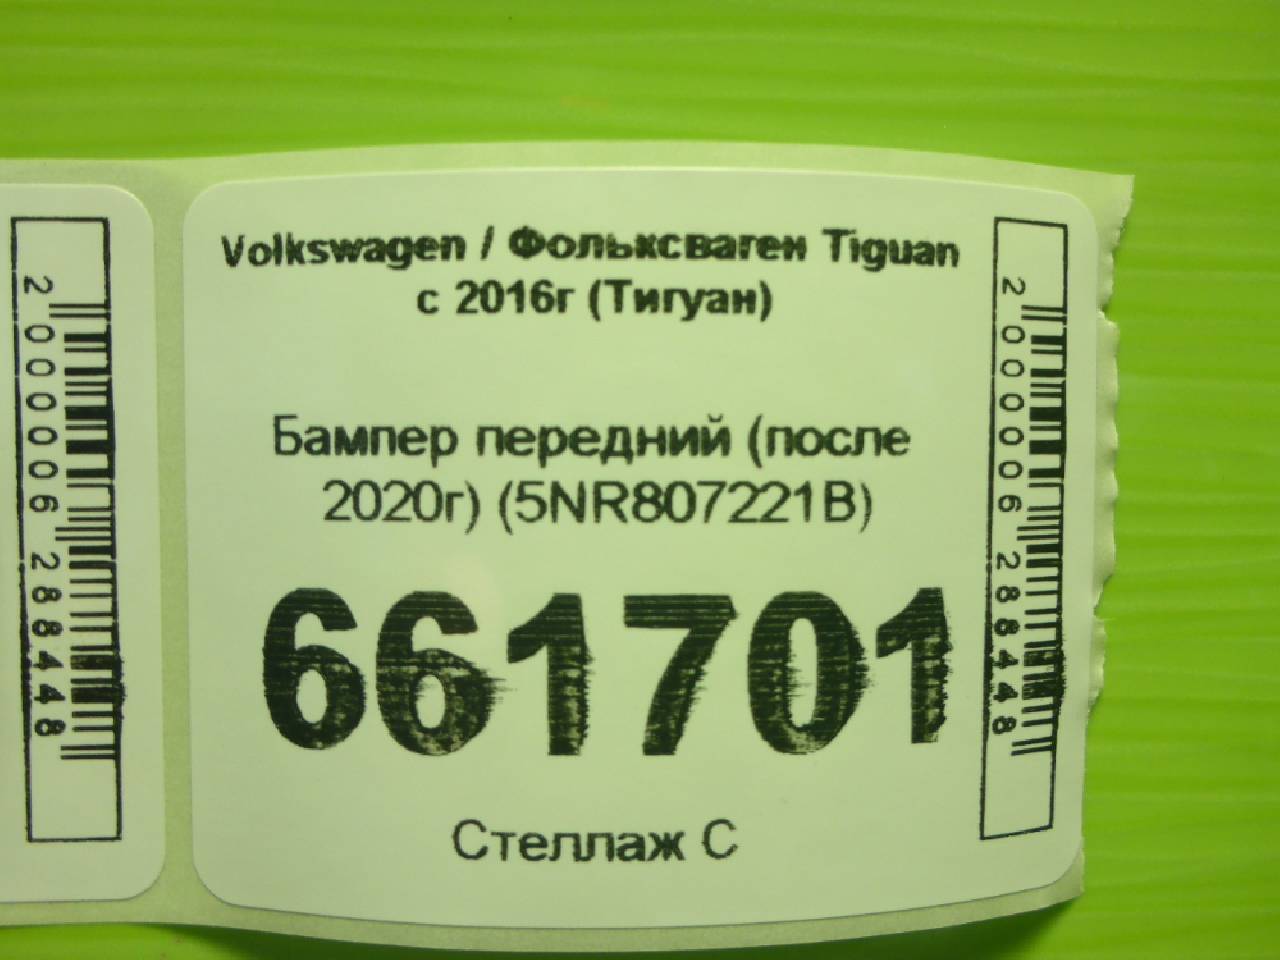 2000006288448
Volkswagen / Фольксваген Tiguan
с 2016г (Тигуан)
Бампер передний (после
2020г) (5NR807221B)
661701
Стеллаж С
2000006288448